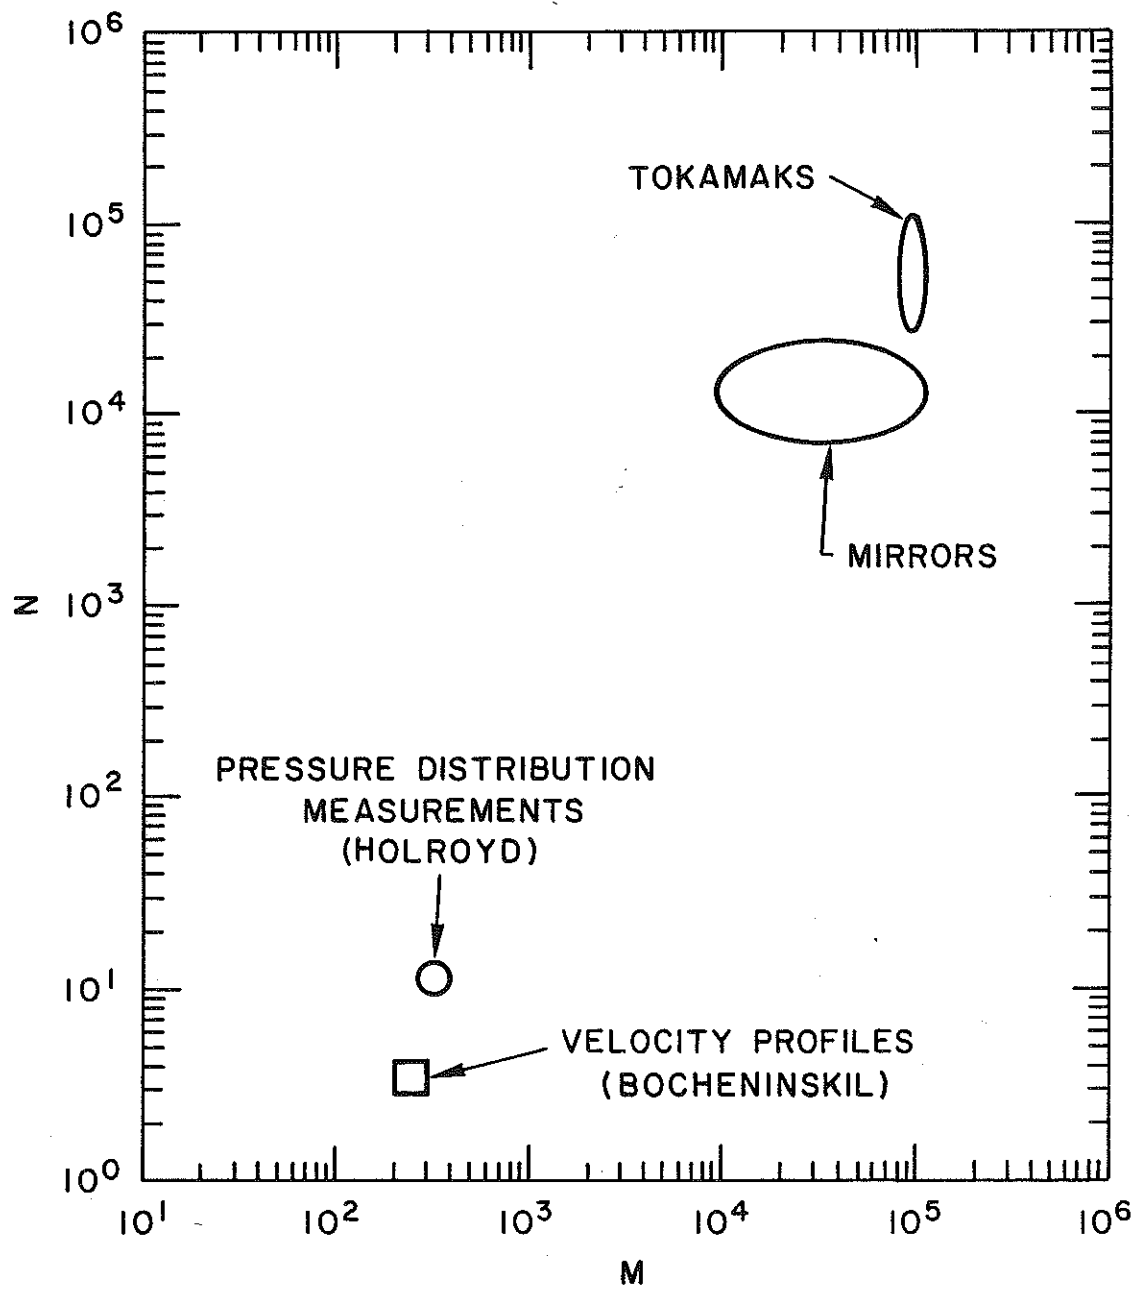 10⁶
TOKAMAKS
10⁵
10⁴
MIRRORS
N
10³
PRESSURE DISTRIBUTION
MEASUREMENTS
(HOLROYD)
10²
10¹
VELOCITY PROFILES
(BOCHENINSKIL)
10⁰
10¹ 10² 10³ 10⁴ 10⁵ 10⁶
M